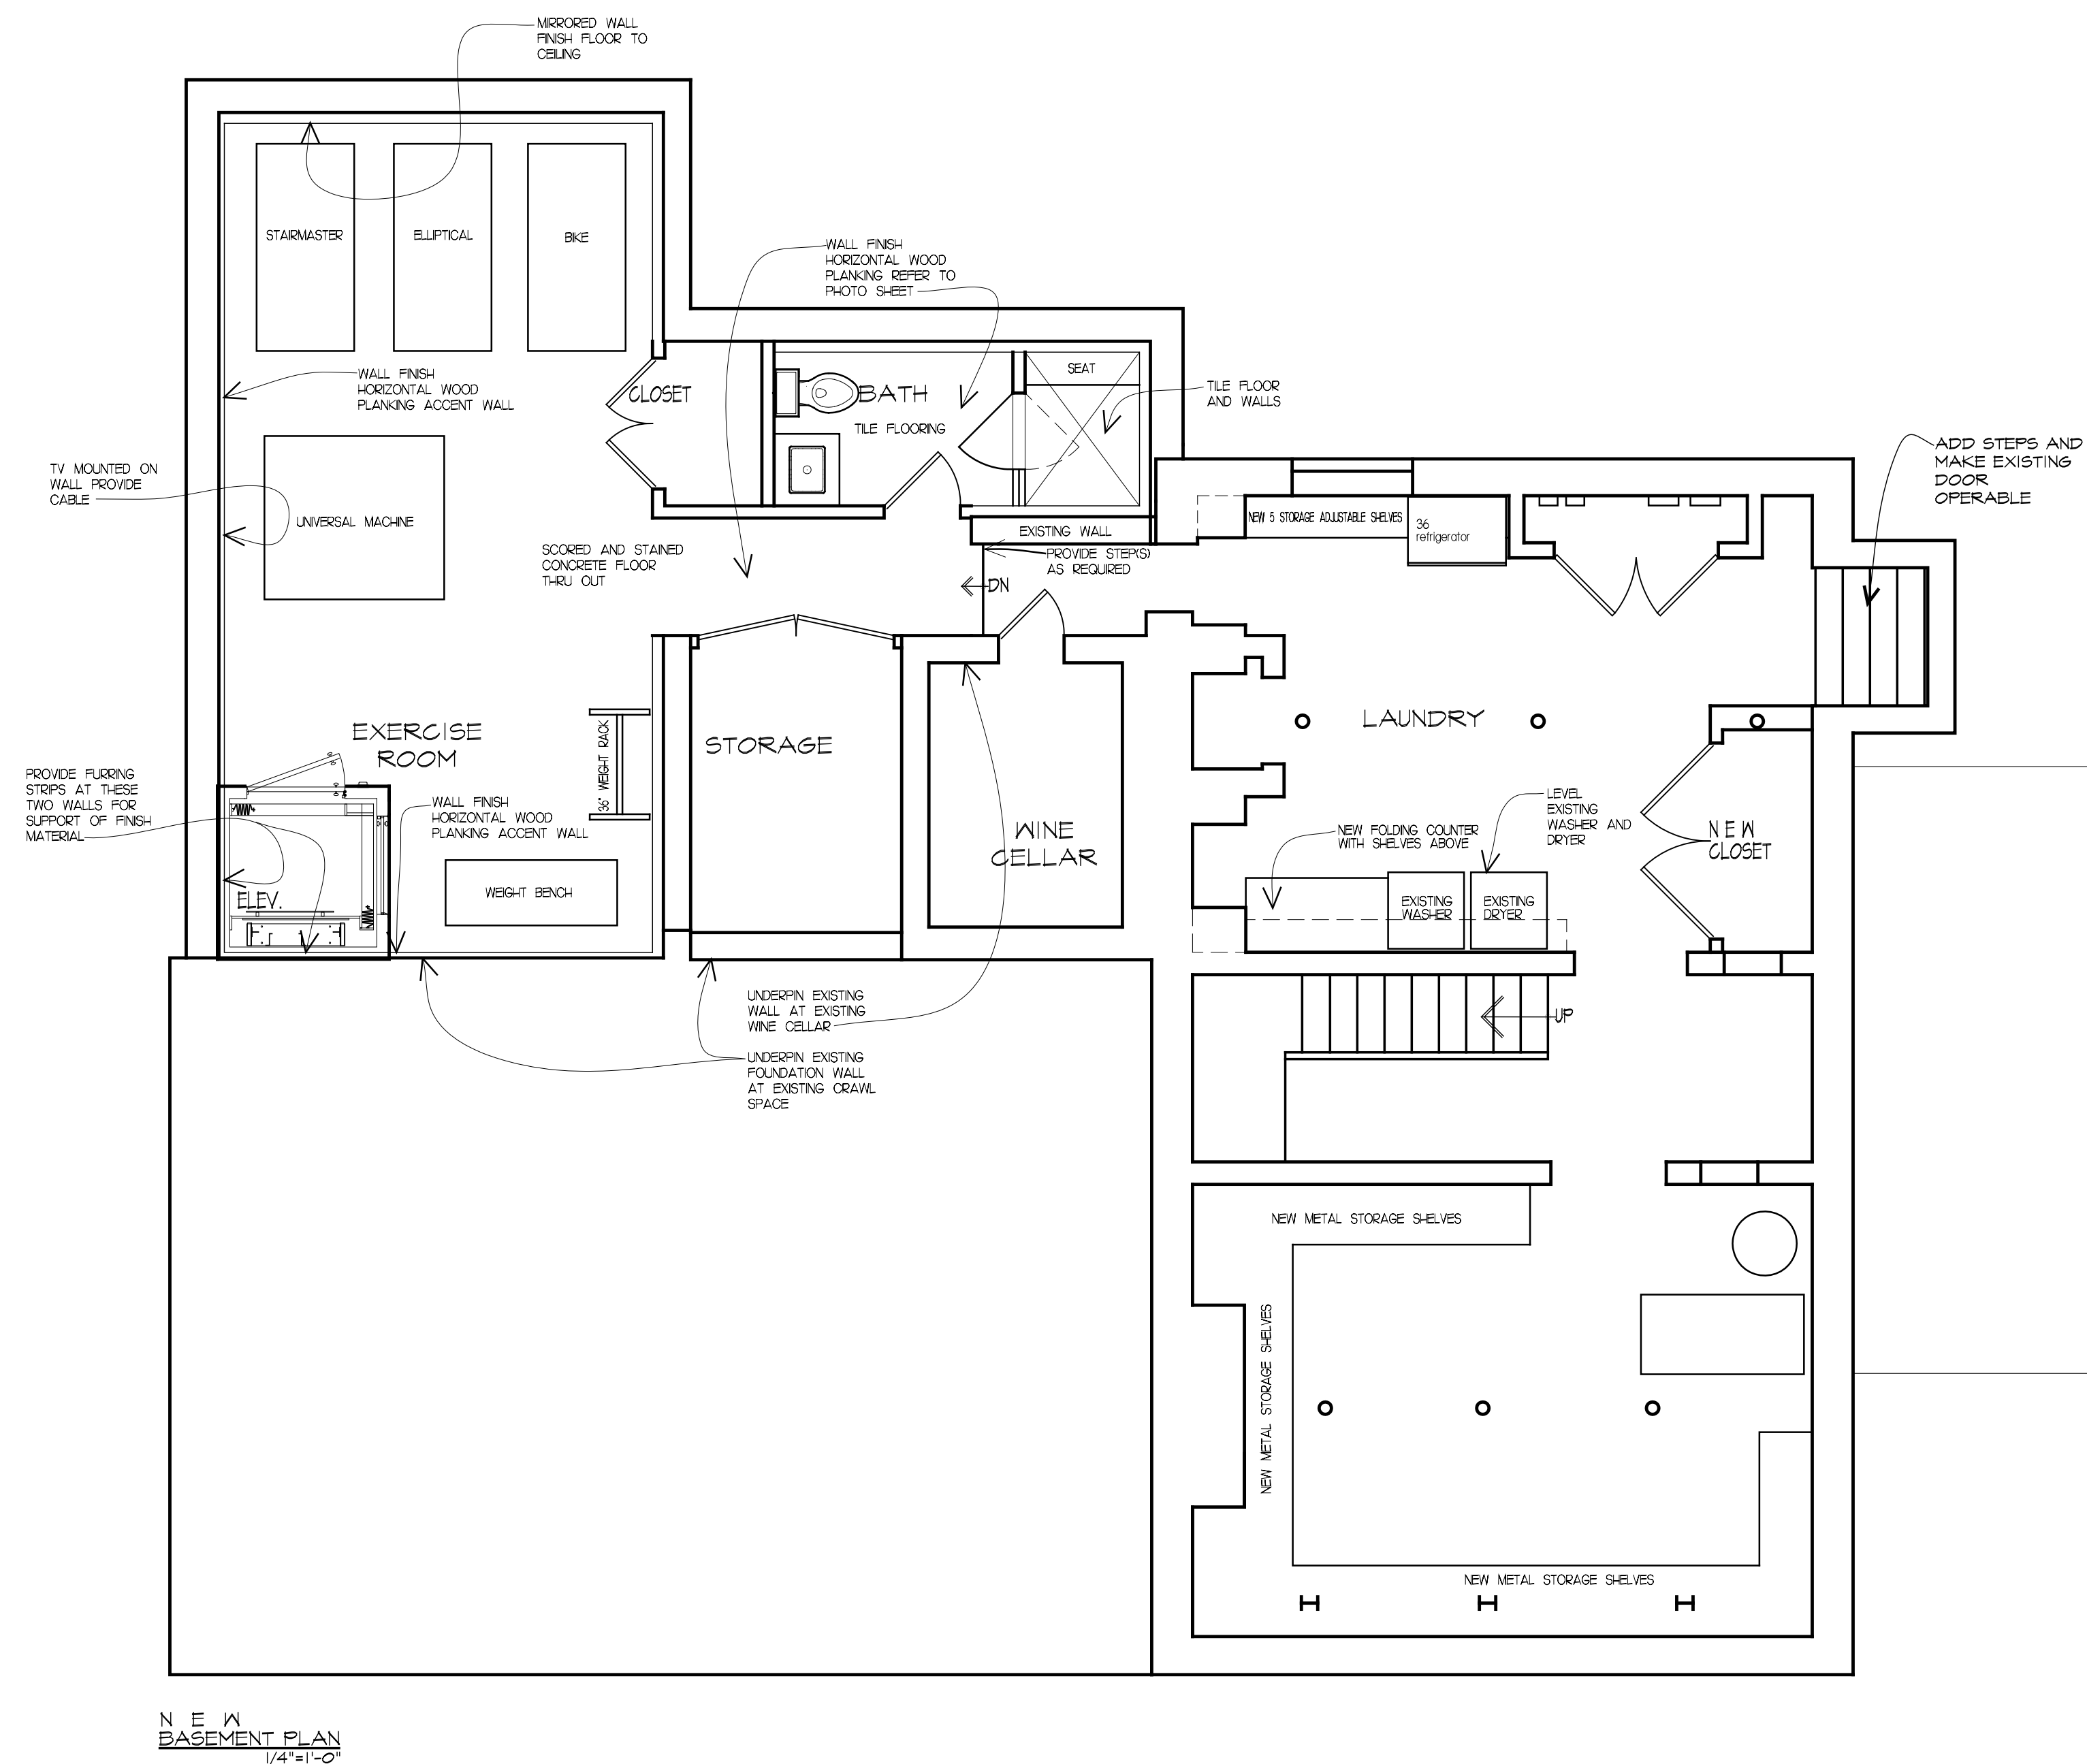 MIRRORED WALL
FINISH FLOOR TO
CEILING
STAIRMASTER
ELLIPTICAL
BIKE
WALL FINISH
HORIZONTAL WOOD
PLANKING REFER TO
PHOTO SHEET
WALL FINISH
HORIZONTAL WOOD
PLANKING ACCENT WALL
CLOSET
BATH
TILE FLOORING
SEAT
TILE FLOOR
AND WALLS
TV MOUNTED ON
WALL PROVIDE
CABLE
UNIVERSAL MACHINE
ADD STEPS AND
MAKE EXISTING
DOOR
OPERABLE
EXISTING WALL
NEW 5 STORAGE ADJUSTABLE SHELVES
36
refrigerator
SCORED AND STAINED
CONCRETE FLOOR
THRU OUT
PROVIDE STEP(S)
AS REQUIRED
DN
EXERCISE
ROOM
36" WEIGHT RACK
STORAGE
LAUNDRY
PROVIDE FURRING
STRIPS AT THESE
TWO WALLS FOR
SUPPORT OF FINISH
MATERIAL
WALL FINISH
HORIZONTAL WOOD
PLANKING ACCENT WALL
WINE
CELLAR
NEW FOLDING COUNTER
WITH SHELVES ABOVE
LEVEL
EXISTING
WASHER AND
DRYER
NEW
CLOSET
ELEV.
WEIGHT BENCH
EXISTING
WASHER
EXISTING
DRYER
UNDERPIN EXISTING
WALL AT EXISTING
WINE CELLAR
UP
UNDERPIN EXISTING
FOUNDATION WALL
AT EXISTING CRAWL
SPACE
NEW METAL STORAGE SHELVES
NEW METAL STORAGE SHELVES
NEW METAL STORAGE SHELVES
NEW
BASEMENT PLAN
1/4"=1'-0"